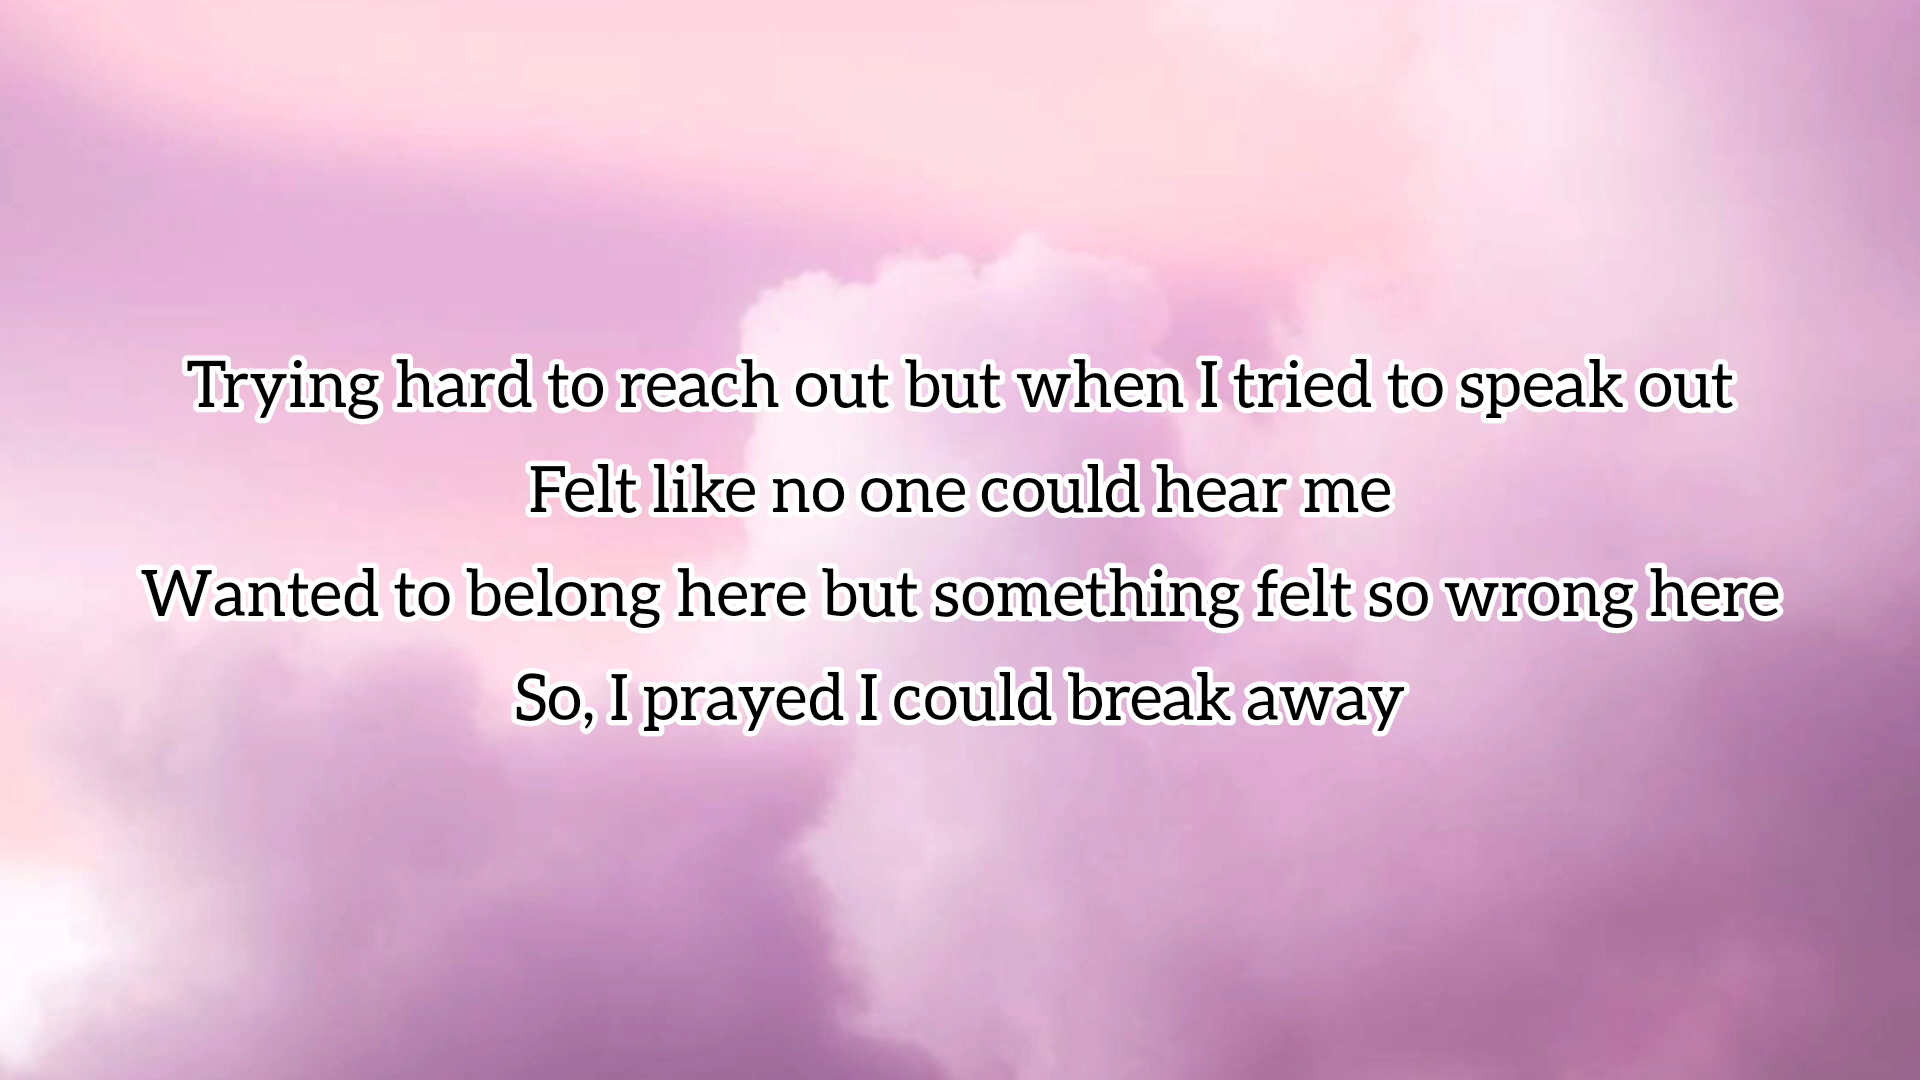 Trying hard to reach out but when I tried to speak out
Felt like no one could hear me
Wanted to belong here but something felt so wrong here
So, I prayed I could break away